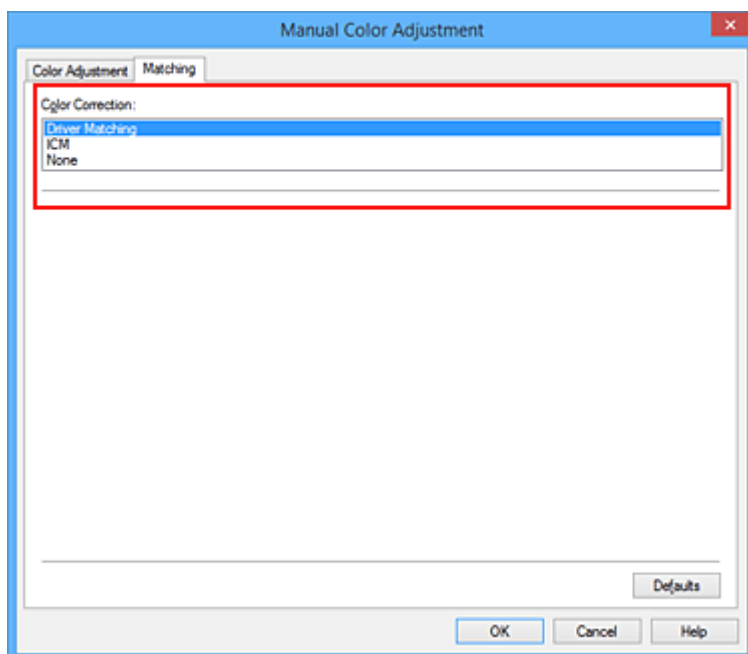 Manual Color Adjustment
Color Adjustment Matching
Color Correction:
Driver Matching
ICM
None
Defaults
OK Cancel Help